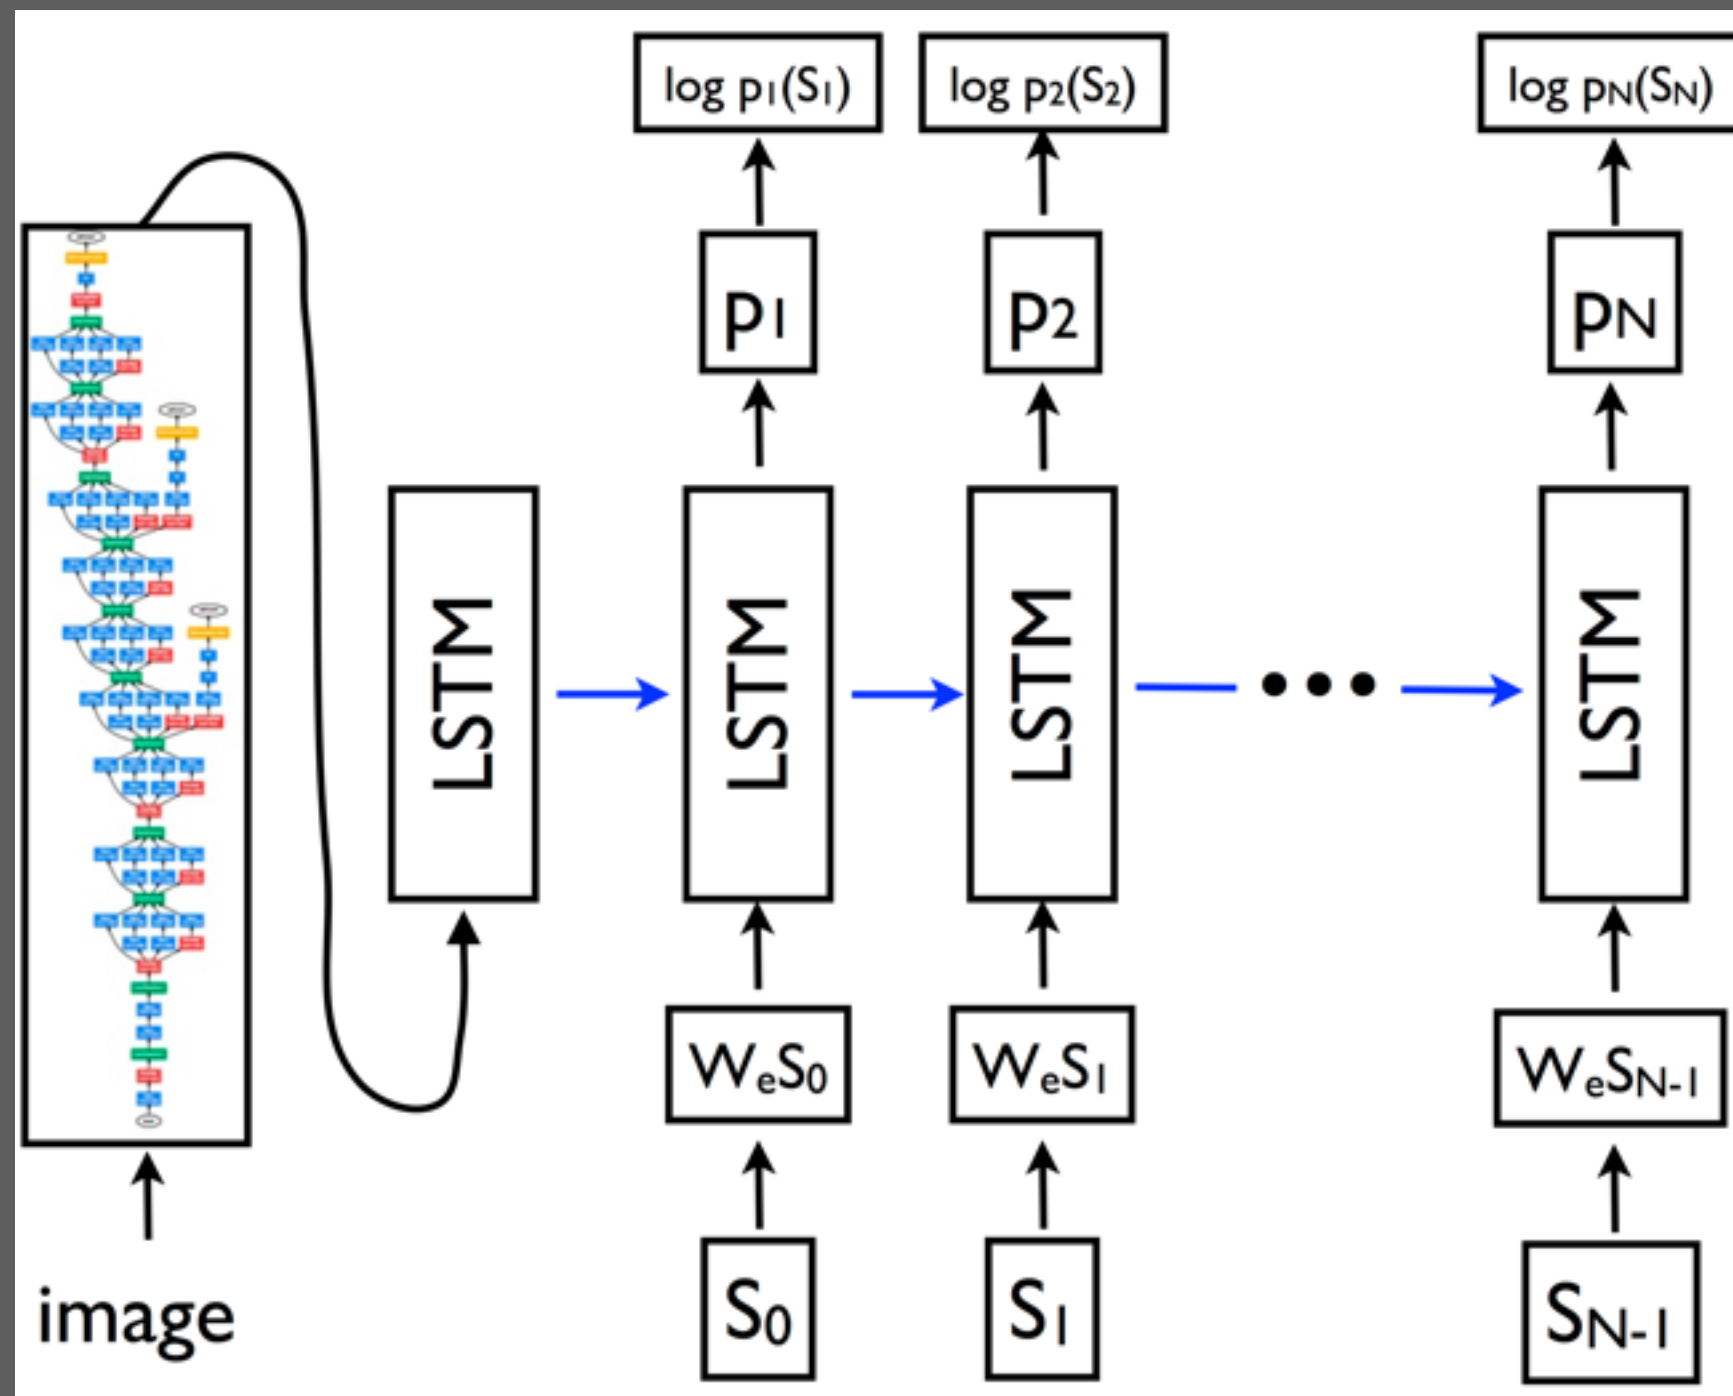 log p₁(S₁) log p₂(S₂) log pN(SN)
p₁ p₂ pN
LSTM LSTM LSTM LSTM
WₑS₀ WₑS₁ WₑSN-1
S₀ S₁ SN-1
image